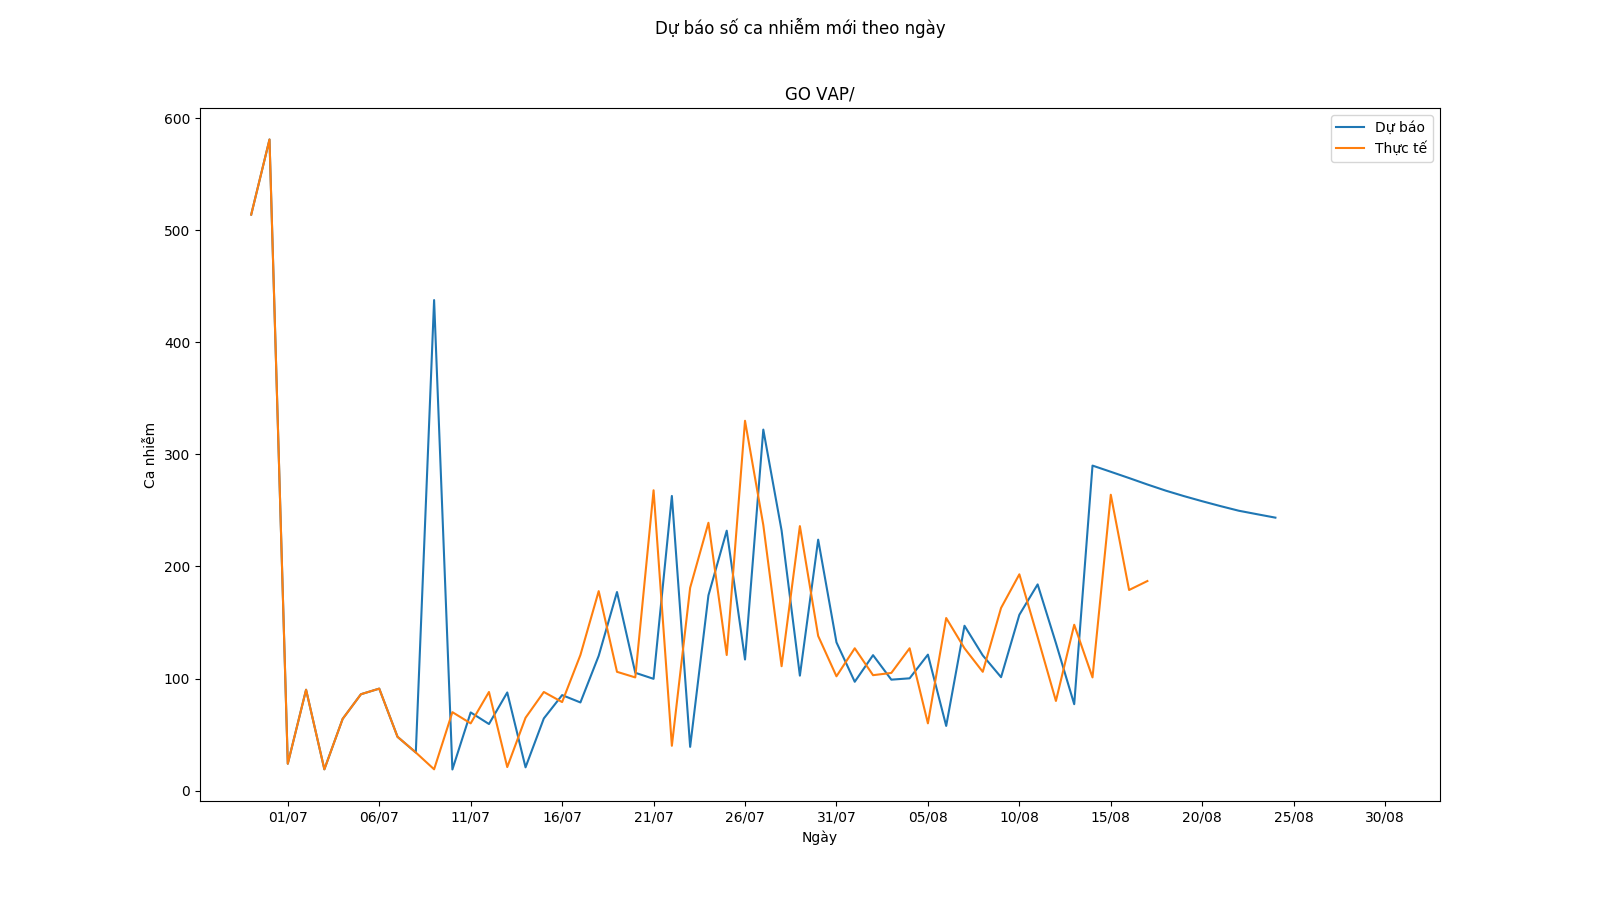 Dự báo số ca nhiễm mới theo ngày
GO VAP/
Dự báo
Thực tế
600
500
400
300
200
100
0
Ca nhiễm
01/07 06/07 11/07 16/07 21/07 26/07 31/07 05/08 10/08 15/08 20/08 25/08 30/08
Ngày